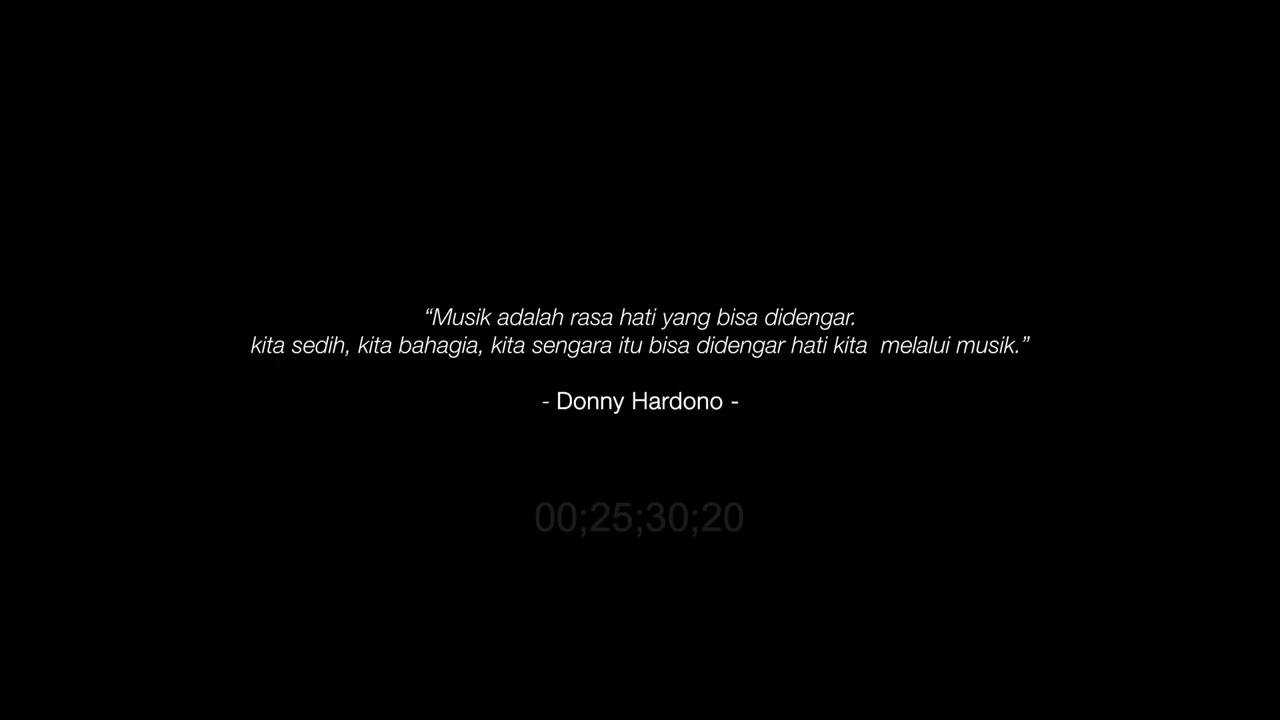 “Musik adalah rasa hati yang bisa didengar.
kita sedih, kita bahagia, kita sengara itu bisa didengar hati kita  melalui musik.”
- Donny Hardono -
00;25;30;20